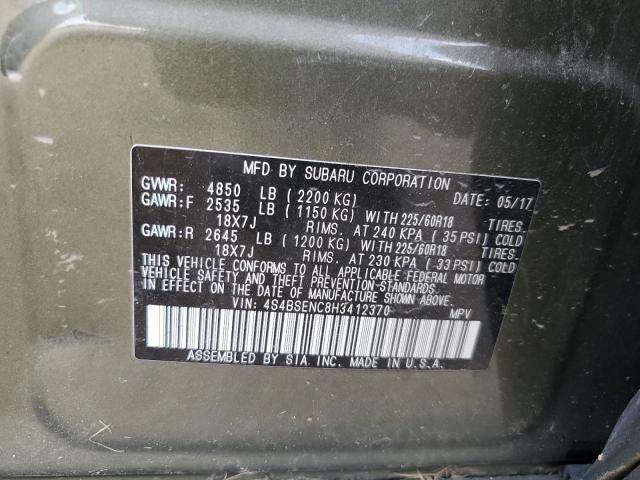 MFD BY SUBARU CORPORATION
GVWR: 4850 LB ( 2200 KG) DATE: 05/17
GAWR:F 2535 LB ( 1150 KG) WITH 225/60R18 TIRES.
18X7J RIMS. AT 240 KPA ( 35 PSI) COLD
GAWR:R 2645 LB ( 1200 KG) WITH 225/60R18 TIRES.
18X7J RIMS. AT 230 KPA ( 33 PSI) COLD
THIS VEHICLE CONFORMS TO ALL APPLICABLE FEDERAL MOTOR
VEHICLE SAFETY AND THEFT PREVENTION-STANDARDS
IN EFFECT ON THE DATE OF MANUFACTURE SHOWN ABOVE.
VIN: 4S4BSENC8H3412370 MPV
ASSEMBLED BY SIA INC. MADE IN U.S.A.